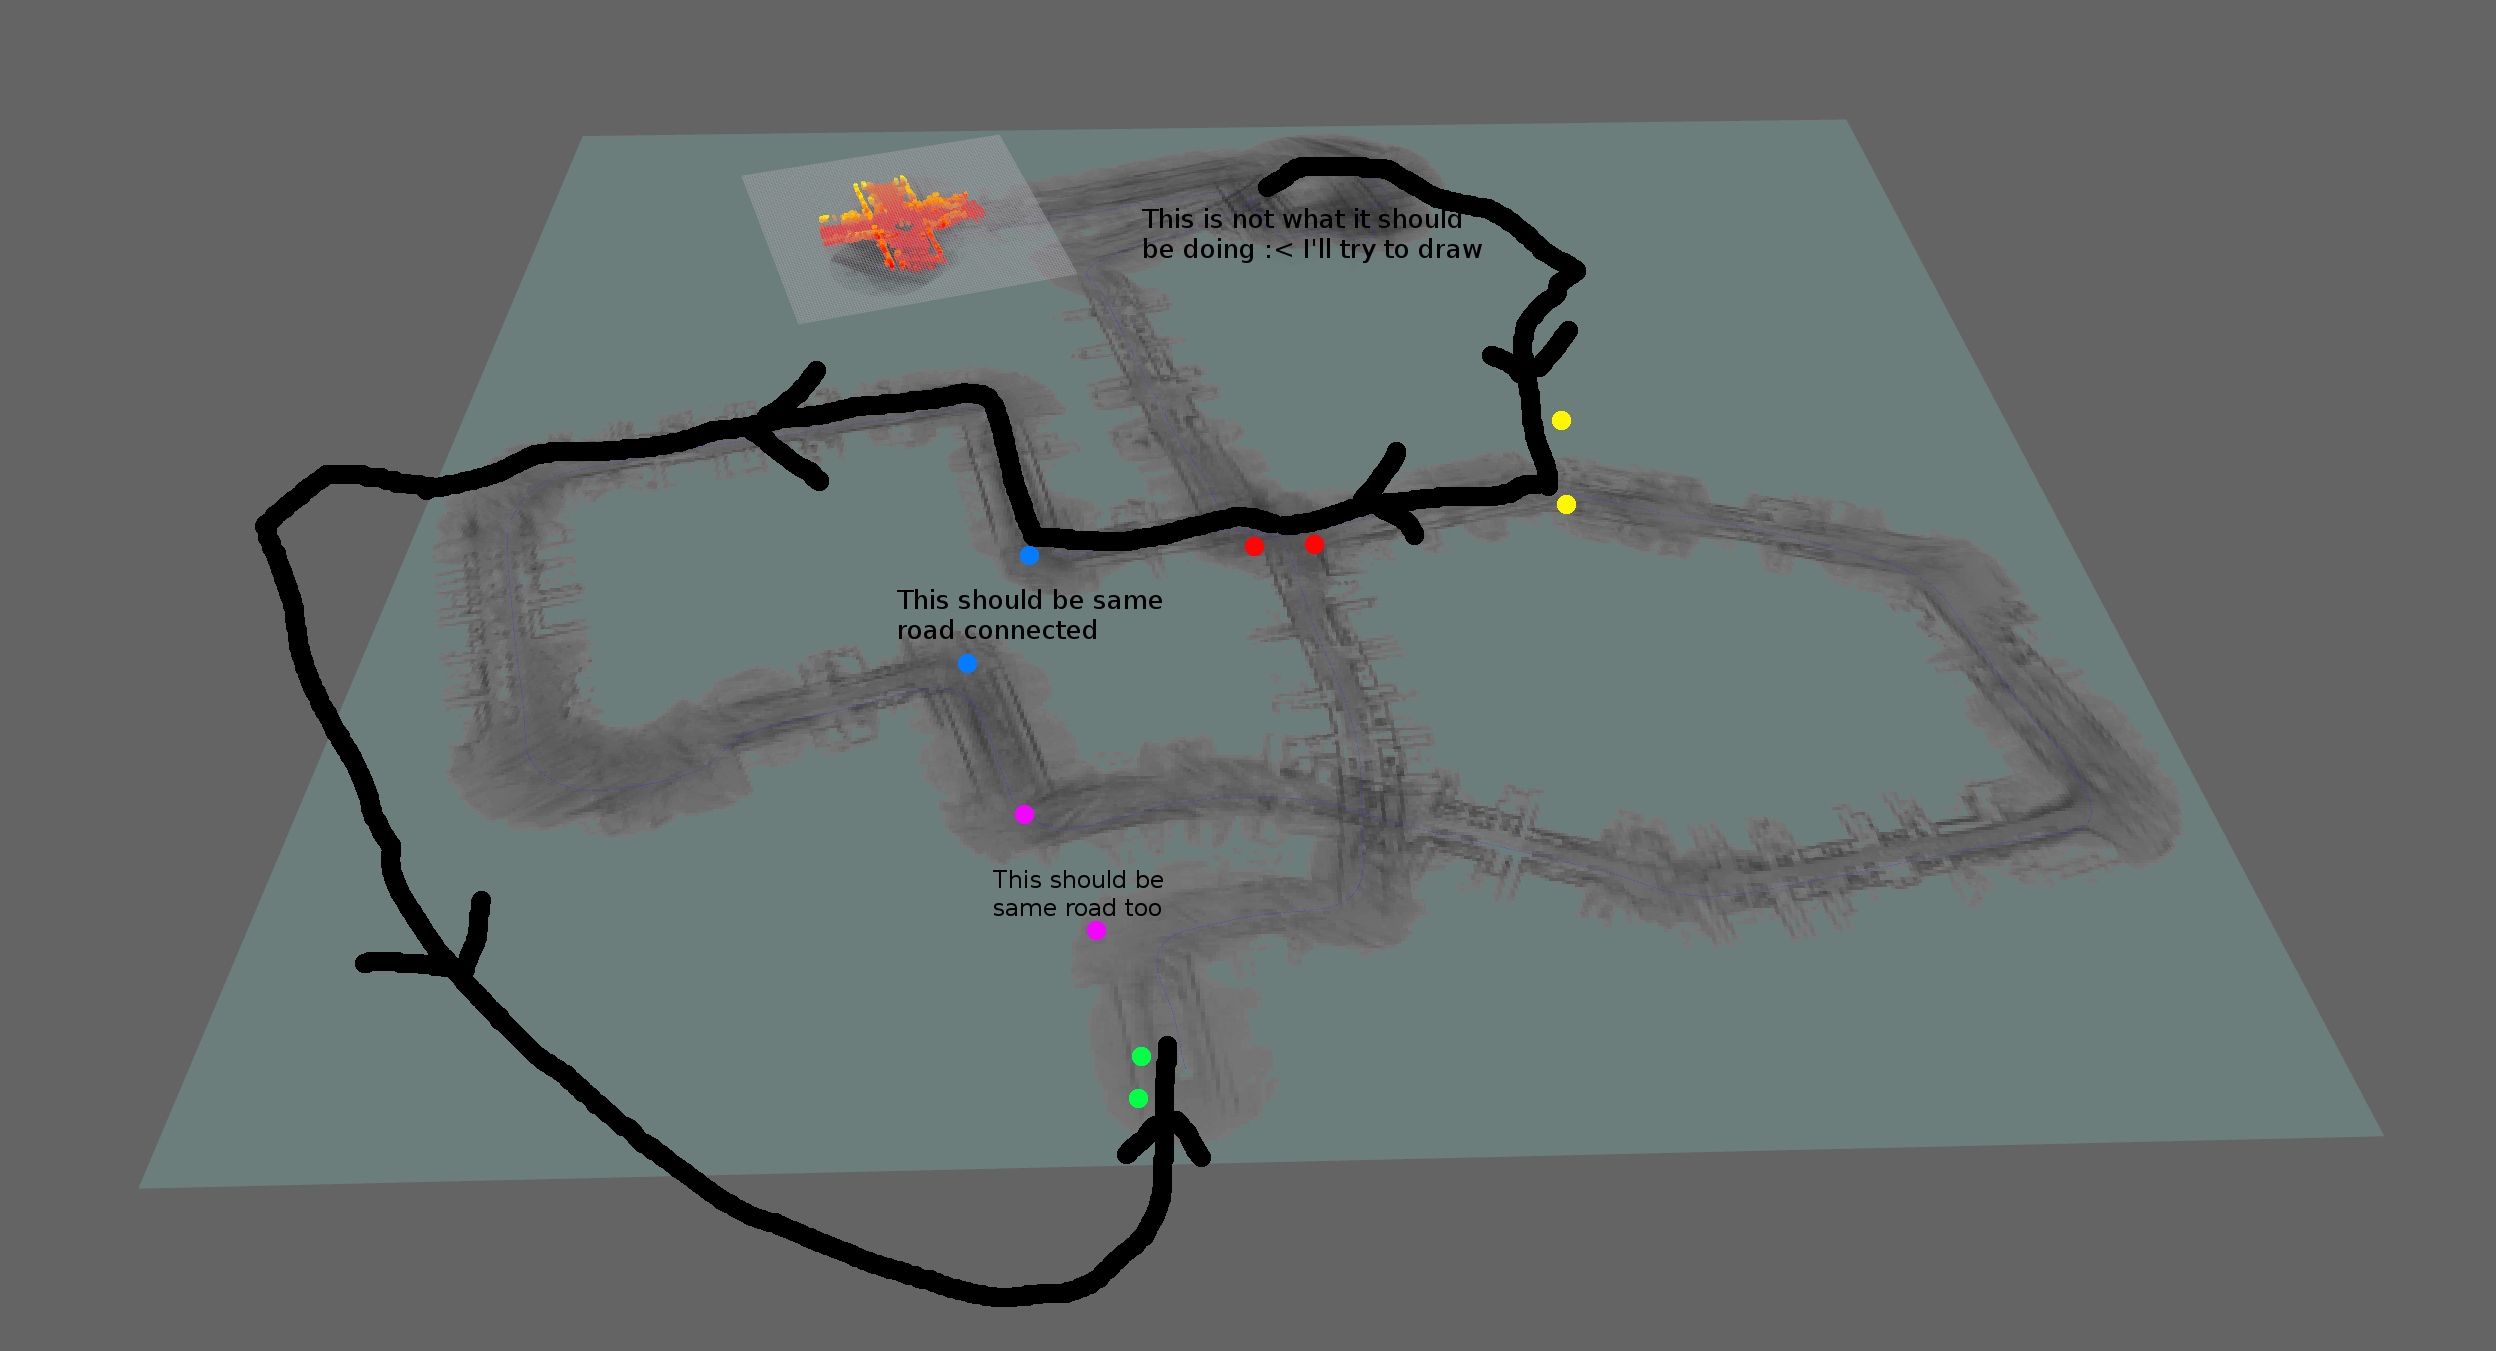 This is not what it should
be doing :< I'll try to draw
This should be same
road connected
This should be
same road too